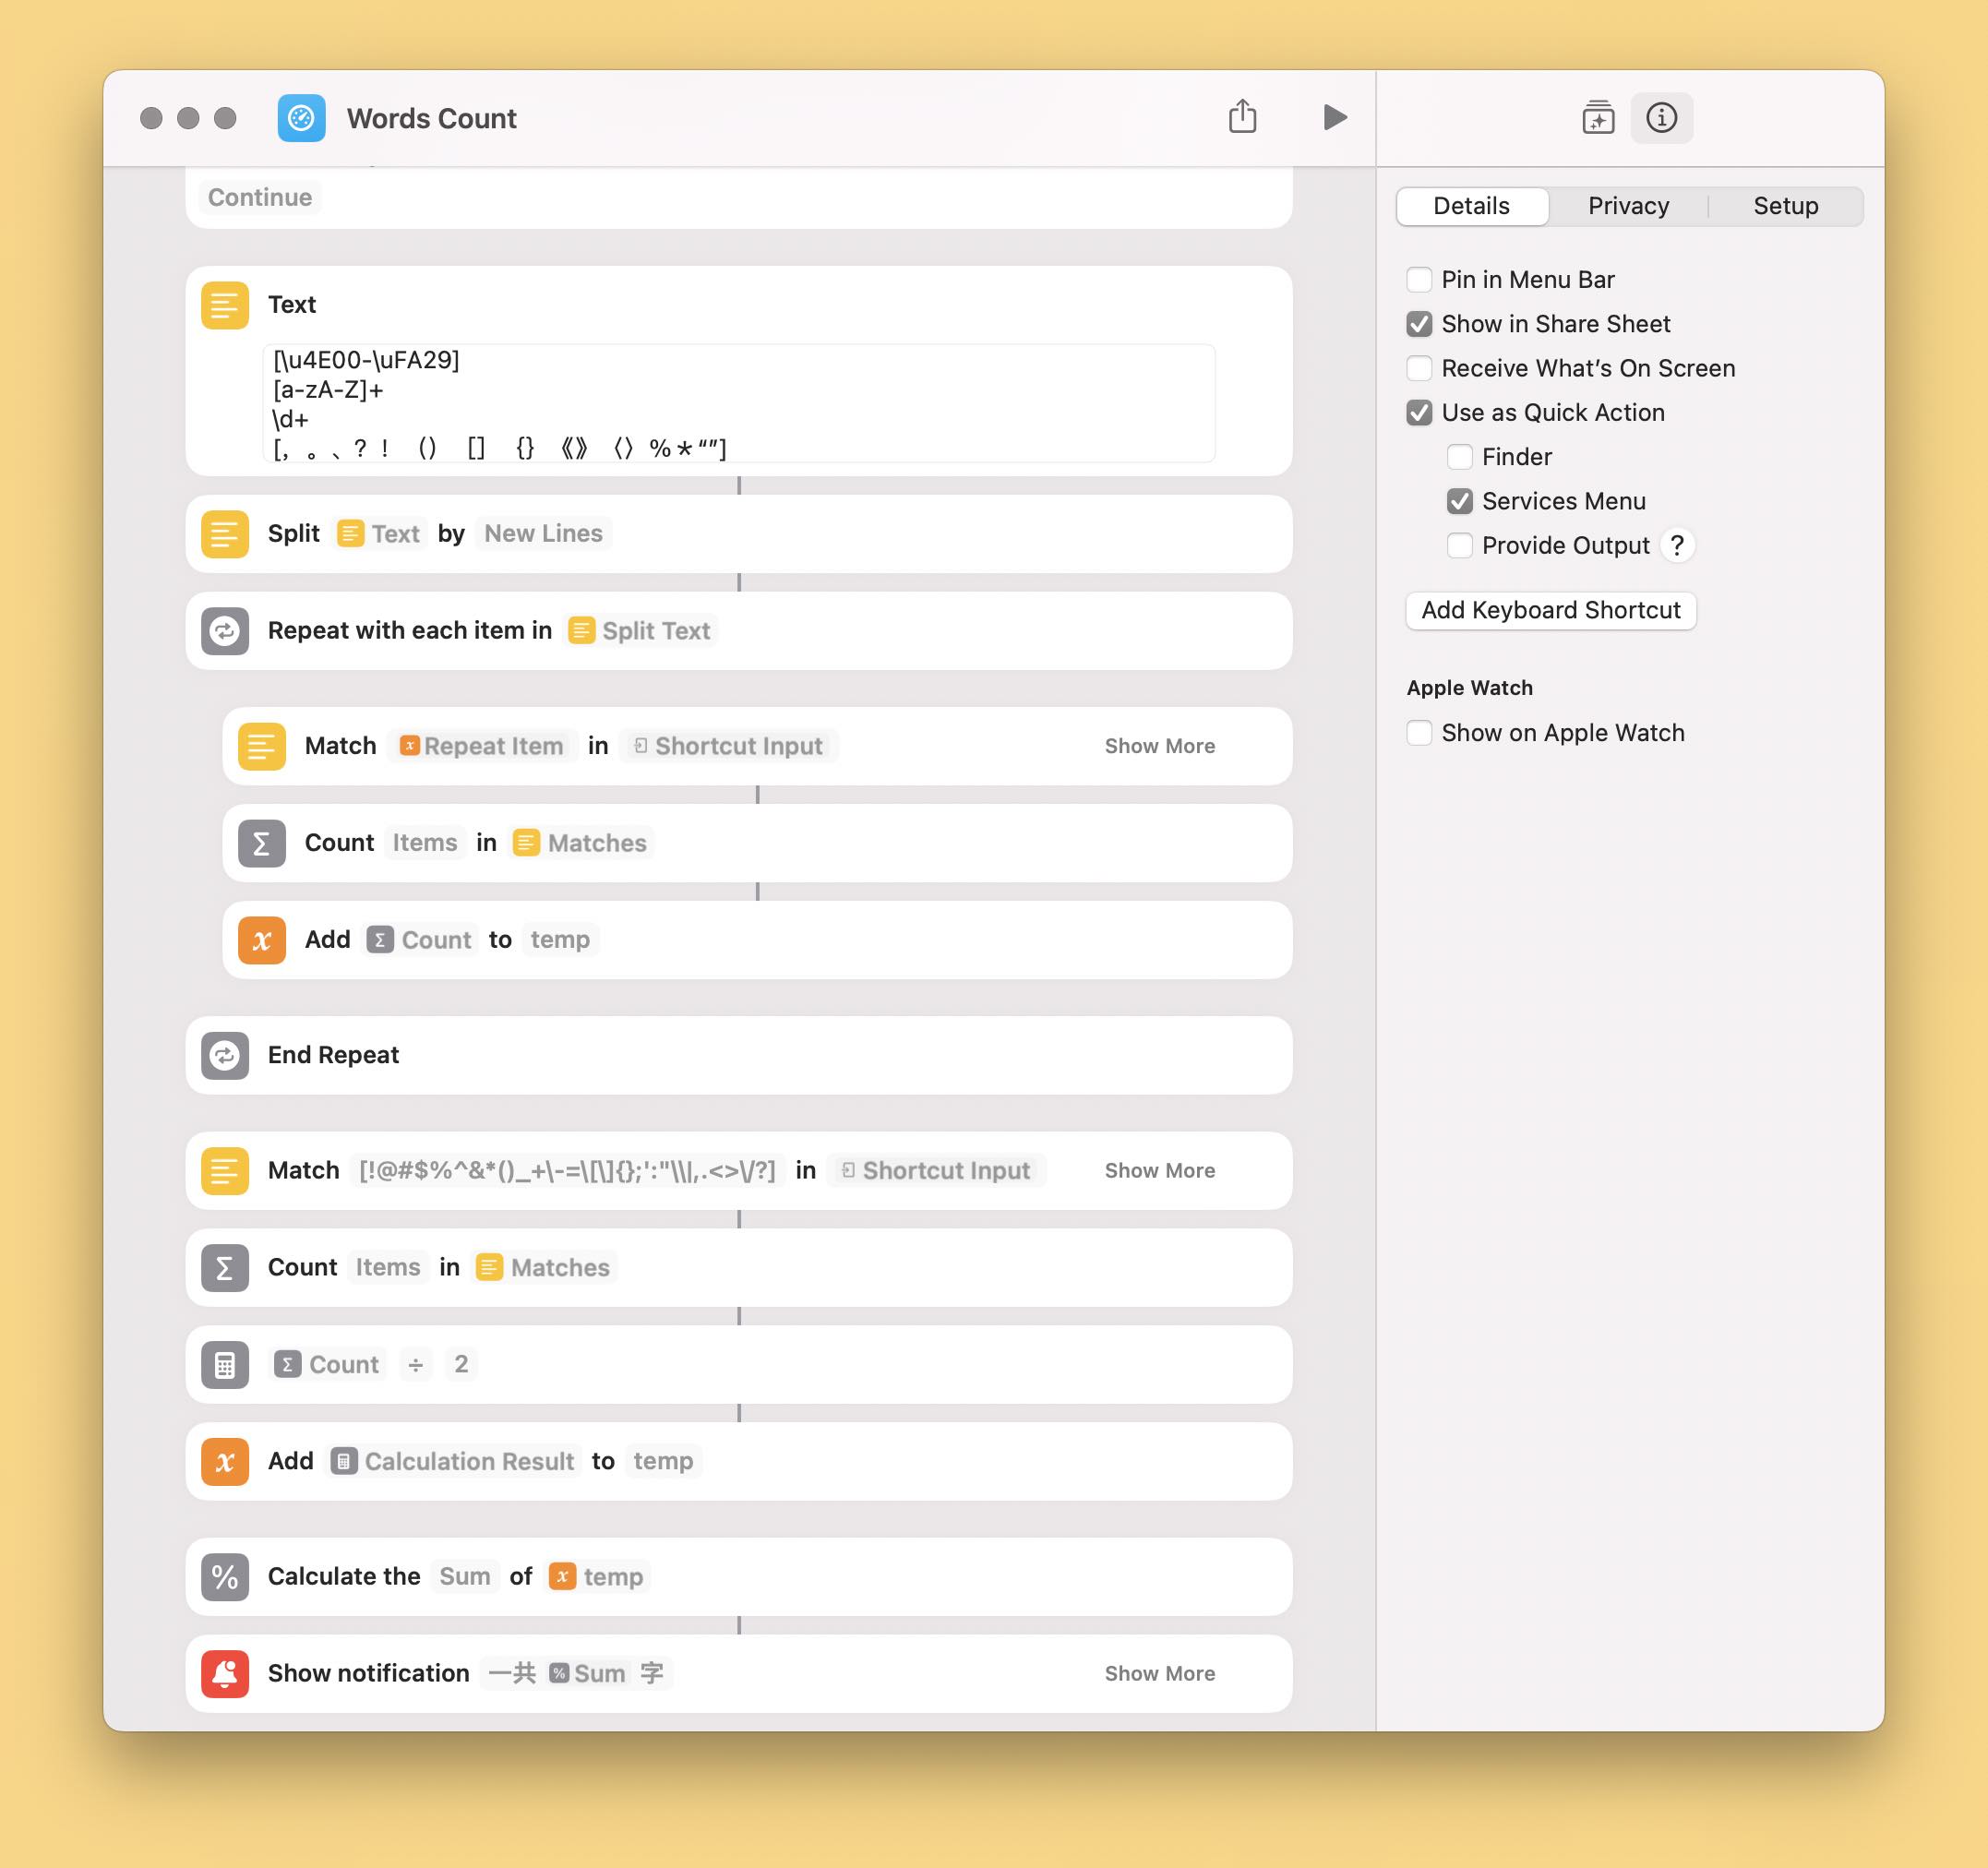 Words Count
Continue
Text
[\u4E00-\uFA29]
[a-zA-Z]+
\d+
[，。、？！（）［］｛｝《》〈〉%＊“”]
Split Text by New Lines
Repeat with each item in Split Text
Match Repeat Item in Shortcut Input Show More
Count Items in Matches
Add Count to temp
End Repeat
Match [!@#$%^&*()_+\-=\[\]{};':"\\|,.<>\/?] in Shortcut Input Show More
Count Items in Matches
Count ÷ 2
Add Calculation Result to temp
Calculate the Sum of temp
Show notification 一共 Sum 字 Show More
Details Privacy Setup
Pin in Menu Bar
Show in Share Sheet
Receive What's On Screen
Use as Quick Action
Finder
Services Menu
Provide Output ?
Add Keyboard Shortcut
Apple Watch
Show on Apple Watch